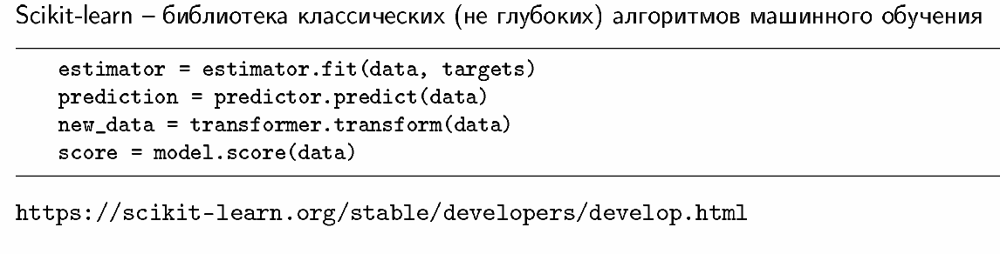 Scikit-learn – библиотека классических (не глубоких) алгоритмов машинного обучения
estimator = estimator.fit(data, targets)
prediction = predictor.predict(data)
new_data = transformer.transform(data)
score = model.score(data)
https://scikit-learn.org/stable/developers/develop.html